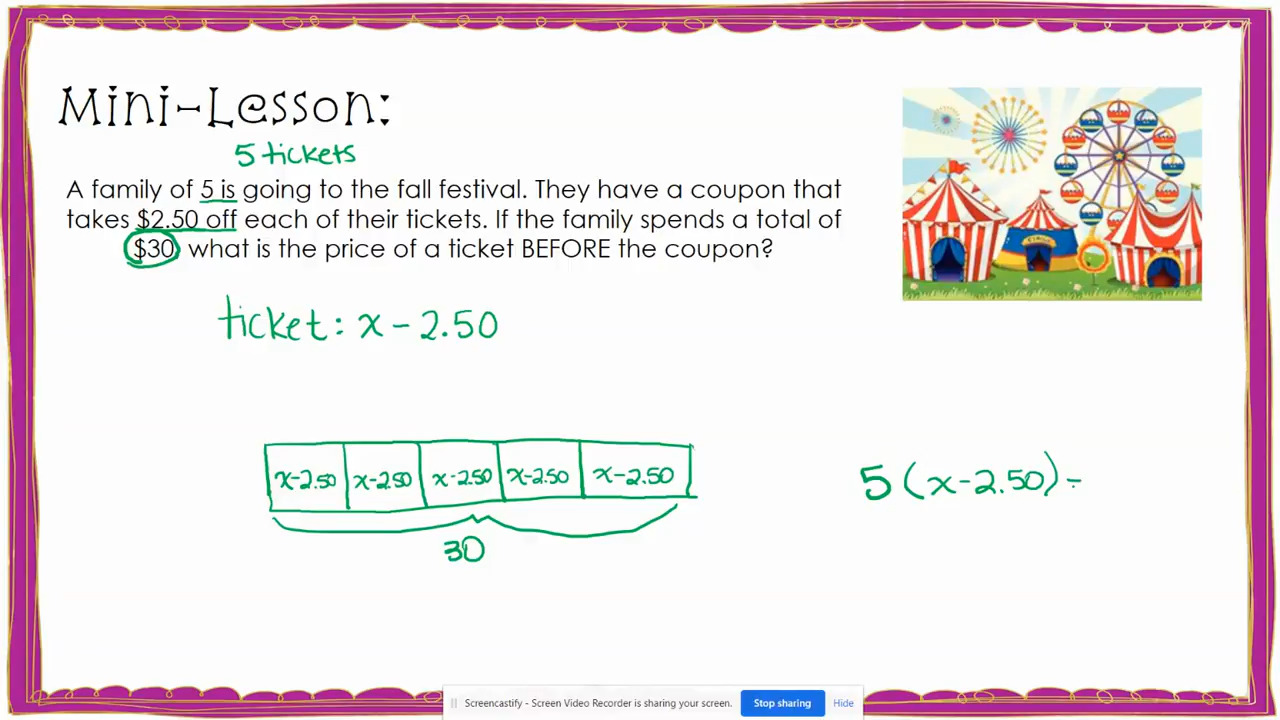 Mini-Lesson:
5 tickets
A family of 5 is going to the fall festival. They have a coupon that
takes $2.50 off each of their tickets. If the family spends a total of
$30 what is the price of a ticket BEFORE the coupon?
ticket: x - 2.50
x-2.50 x-2.50 x-2.50 x-2.50 x-2.50
5 (x-2.50) =
30
CIRCUS
Screencastify - Screen Video Recorder is sharing your screen. Stop sharing Hide